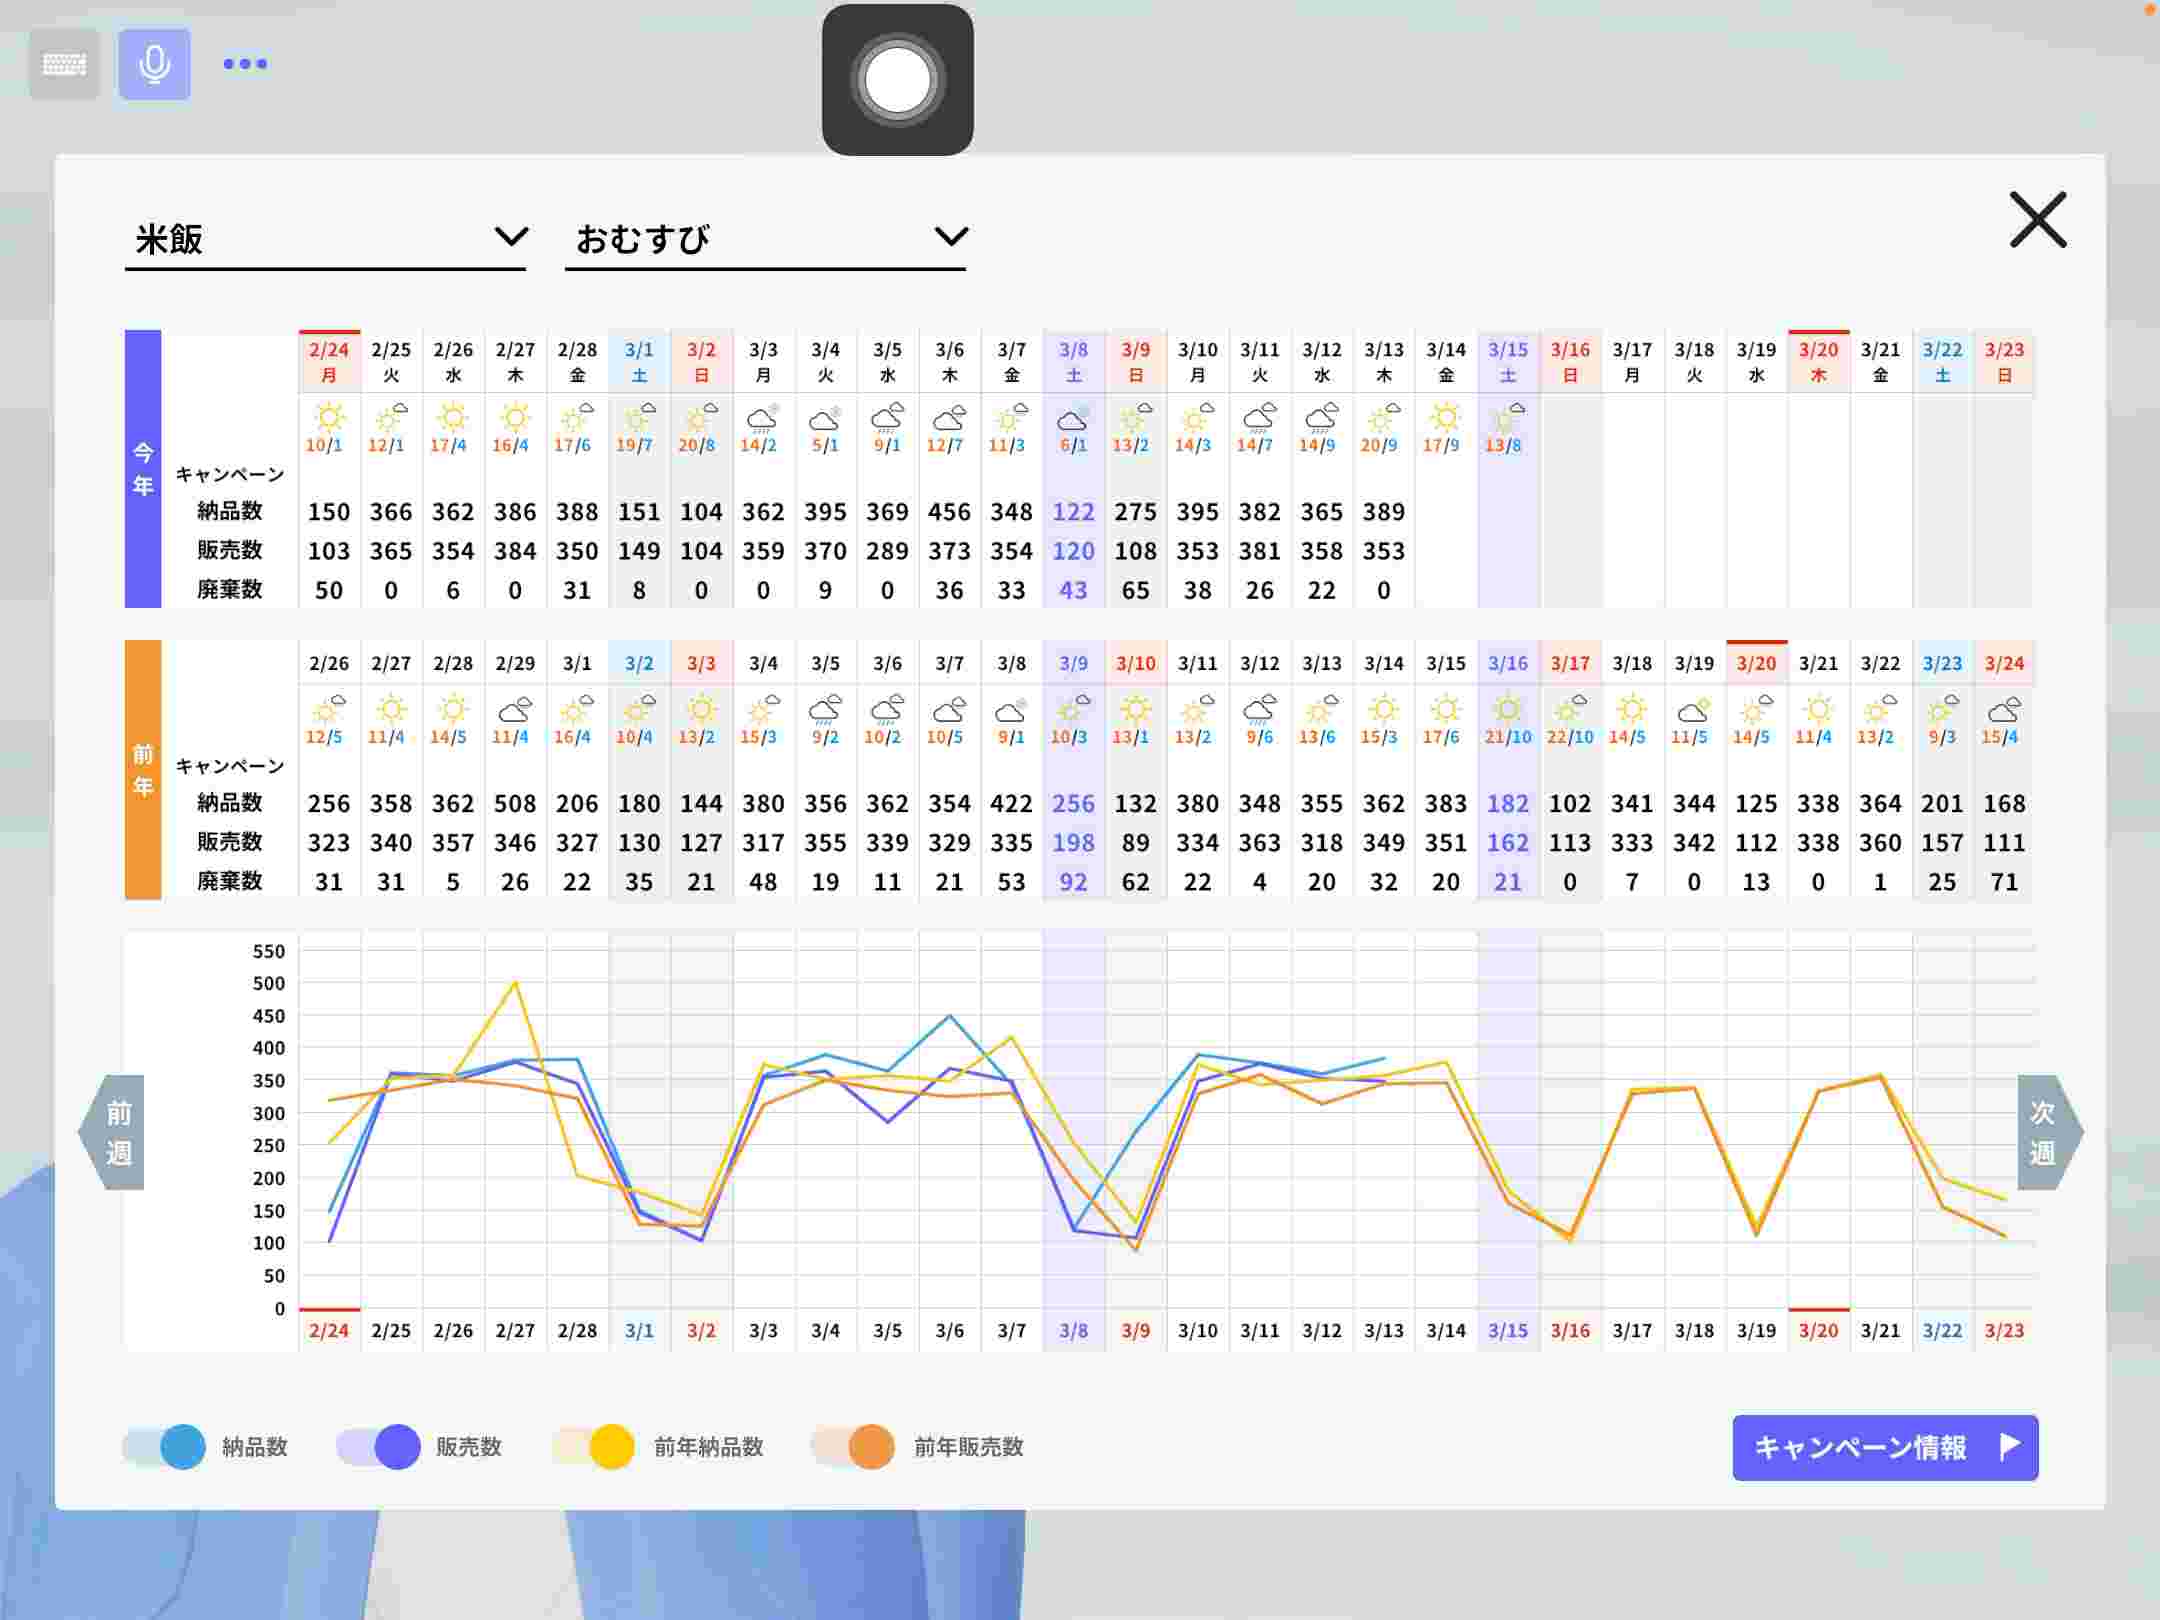 米飯 おむすび
2/24 2/25 2/26 2/27 2/28 3/1 3/2 3/3 3/4 3/5 3/6 3/7 3/8 3/9 3/10 3/11 3/12 3/13 3/14 3/15 3/16 3/17 3/18 3/19 3/20 3/21 3/22 3/23
月 火 水 木 金 土 日 月 火 水 木 金 土 日 月 火 水 木 金 土 日 月 火 水 木 金 土 日
今年
10/1 12/1 17/4 16/4 17/6 19/7 20/8 14/2 5/1 9/1 12/7 11/3 6/1 13/2 14/3 14/7 14/9 20/9 17/9 13/8
キャンペーン
納品数 150 366 362 386 388 151 104 362 395 369 456 348 122 275 395 382 365 389
販売数 103 365 354 384 350 149 104 359 370 289 373 354 120 108 353 381 358 353
廃棄数 50 0 6 0 31 8 0 0 9 0 36 33 43 65 38 26 22 0
2/26 2/27 2/28 2/29 3/1 3/2 3/3 3/4 3/5 3/6 3/7 3/8 3/9 3/10 3/11 3/12 3/13 3/14 3/15 3/16 3/17 3/18 3/19 3/20 3/21 3/22 3/23 3/24
前年
12/5 11/4 14/5 11/4 16/4 10/4 13/2 15/3 9/2 10/2 10/5 9/1 10/3 13/1 13/2 9/6 13/6 15/3 17/6 21/10 22/10 14/5 11/5 14/5 11/4 13/2 9/3 15/4
キャンペーン
納品数 256 358 362 508 206 180 144 380 356 362 354 422 256 132 380 348 355 362 383 182 102 341 344 125 338 364 201 168
販売数 323 340 357 346 327 130 127 317 355 339 329 335 198 89 334 363 318 349 351 162 113 333 342 112 338 360 157 111
廃棄数 31 31 5 26 22 35 21 48 19 11 21 53 92 62 22 4 20 32 20 21 0 7 0 13 0 1 25 71
550
500
450
400
350
300
250
200
150
100
50
0
前週
次週
2/24 2/25 2/26 2/27 2/28 3/1 3/2 3/3 3/4 3/5 3/6 3/7 3/8 3/9 3/10 3/11 3/12 3/13 3/14 3/15 3/16 3/17 3/18 3/19 3/20 3/21 3/22 3/23
納品数 販売数 前年納品数 前年販売数 キャンペーン情報